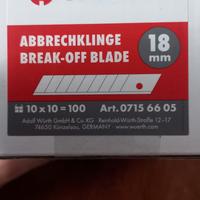 ABBRECHKLINGE
BREAK-OFF BLADE
18
mm
10 x 10 = 100
Art. 0715 66 05
Adolf Würth GmbH & Co. KG Reinhold-Würth-Straße 12-17
74650 Künzelsau, GERMANY www.wuerth.com